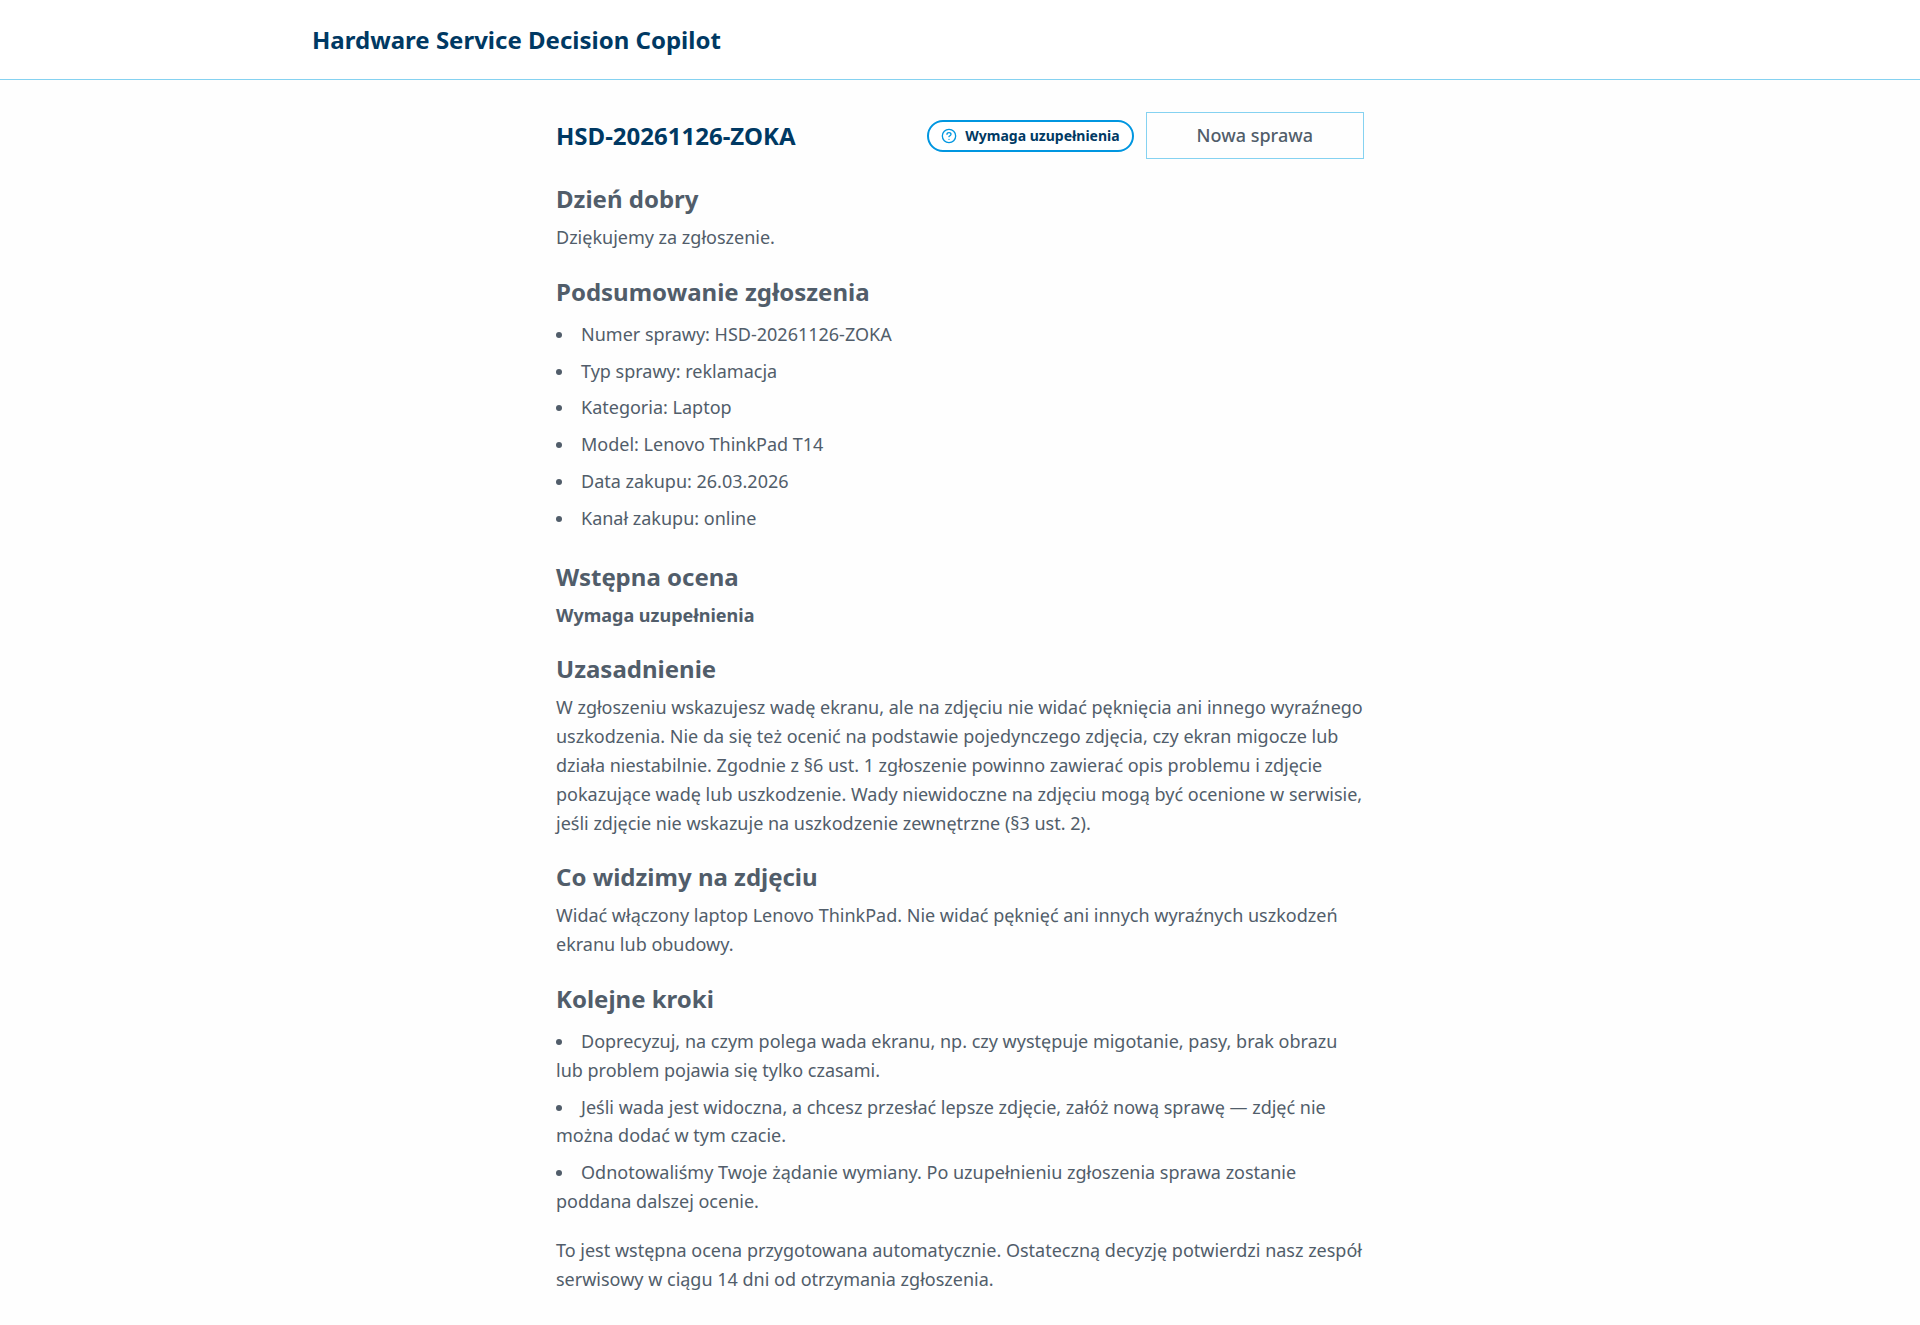 Hardware Service Decision Copilot
HSD-20261126-ZOKA
Wymaga uzupełnienia
Nowa sprawa
Dzień dobry
Dziękujemy za zgłoszenie.
Podsumowanie zgłoszenia
• Numer sprawy: HSD-20261126-ZOKA
• Typ sprawy: reklamacja
• Kategoria: Laptop
• Model: Lenovo ThinkPad T14
• Data zakupu: 26.03.2026
• Kanał zakupu: online
Wstępna ocena
Wymaga uzupełnienia
Uzasadnienie
W zgłoszeniu wskazujesz wadę ekranu, ale na zdjęciu nie widać pęknięcia ani innego wyraźnego
uszkodzenia. Nie da się też ocenić na podstawie pojedynczego zdjęcia, czy ekran migocze lub
działa niestabilnie. Zgodnie z §6 ust. 1 zgłoszenie powinno zawierać opis problemu i zdjęcie
pokazujące wadę lub uszkodzenie. Wady niewidoczne na zdjęciu mogą być ocenione w serwisie,
jeśli zdjęcie nie wskazuje na uszkodzenie zewnętrzne (§3 ust. 2).
Co widzimy na zdjęciu
Widać włączony laptop Lenovo ThinkPad. Nie widać pęknięć ani innych wyraźnych uszkodzeń
ekranu lub obudowy.
Kolejne kroki
• Doprecyzuj, na czym polega wada ekranu, np. czy występuje migotanie, pasy, brak obrazu
lub problem pojawia się tylko czasami.
• Jeśli wada jest widoczna, a chcesz przesłać lepsze zdjęcie, załóż nową sprawę — zdjęć nie
można dodać w tym czacie.
• Odnotowaliśmy Twoje żądanie wymiany. Po uzupełnieniu zgłoszenia sprawa zostanie
poddana dalszej ocenie.
To jest wstępna ocena przygotowana automatycznie. Ostateczną decyzję potwierdzi nasz zespół
serwisowy w ciągu 14 dni od otrzymania zgłoszenia.